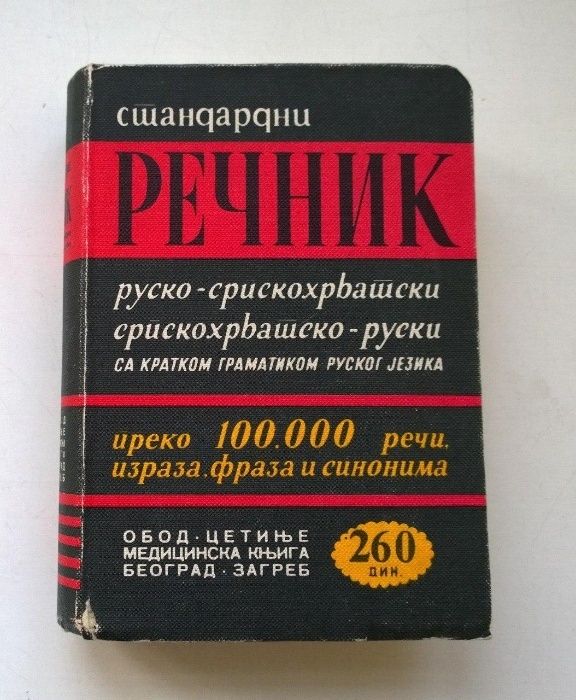 стандардни
РЕЧНИК
руско-српскохрватски
српскохрватско-руски
СА КРАТКОМ ГРАМАТИКОМ РУСКОГ ЈЕЗИКА
преко 100.000 речи,
израза, фраза и синонима
ОБОД · ЦЕТИЊЕ
МЕДИЦИНСКА КЊИГА
БЕОГРАД · ЗАГРЕБ
260
ДИН.